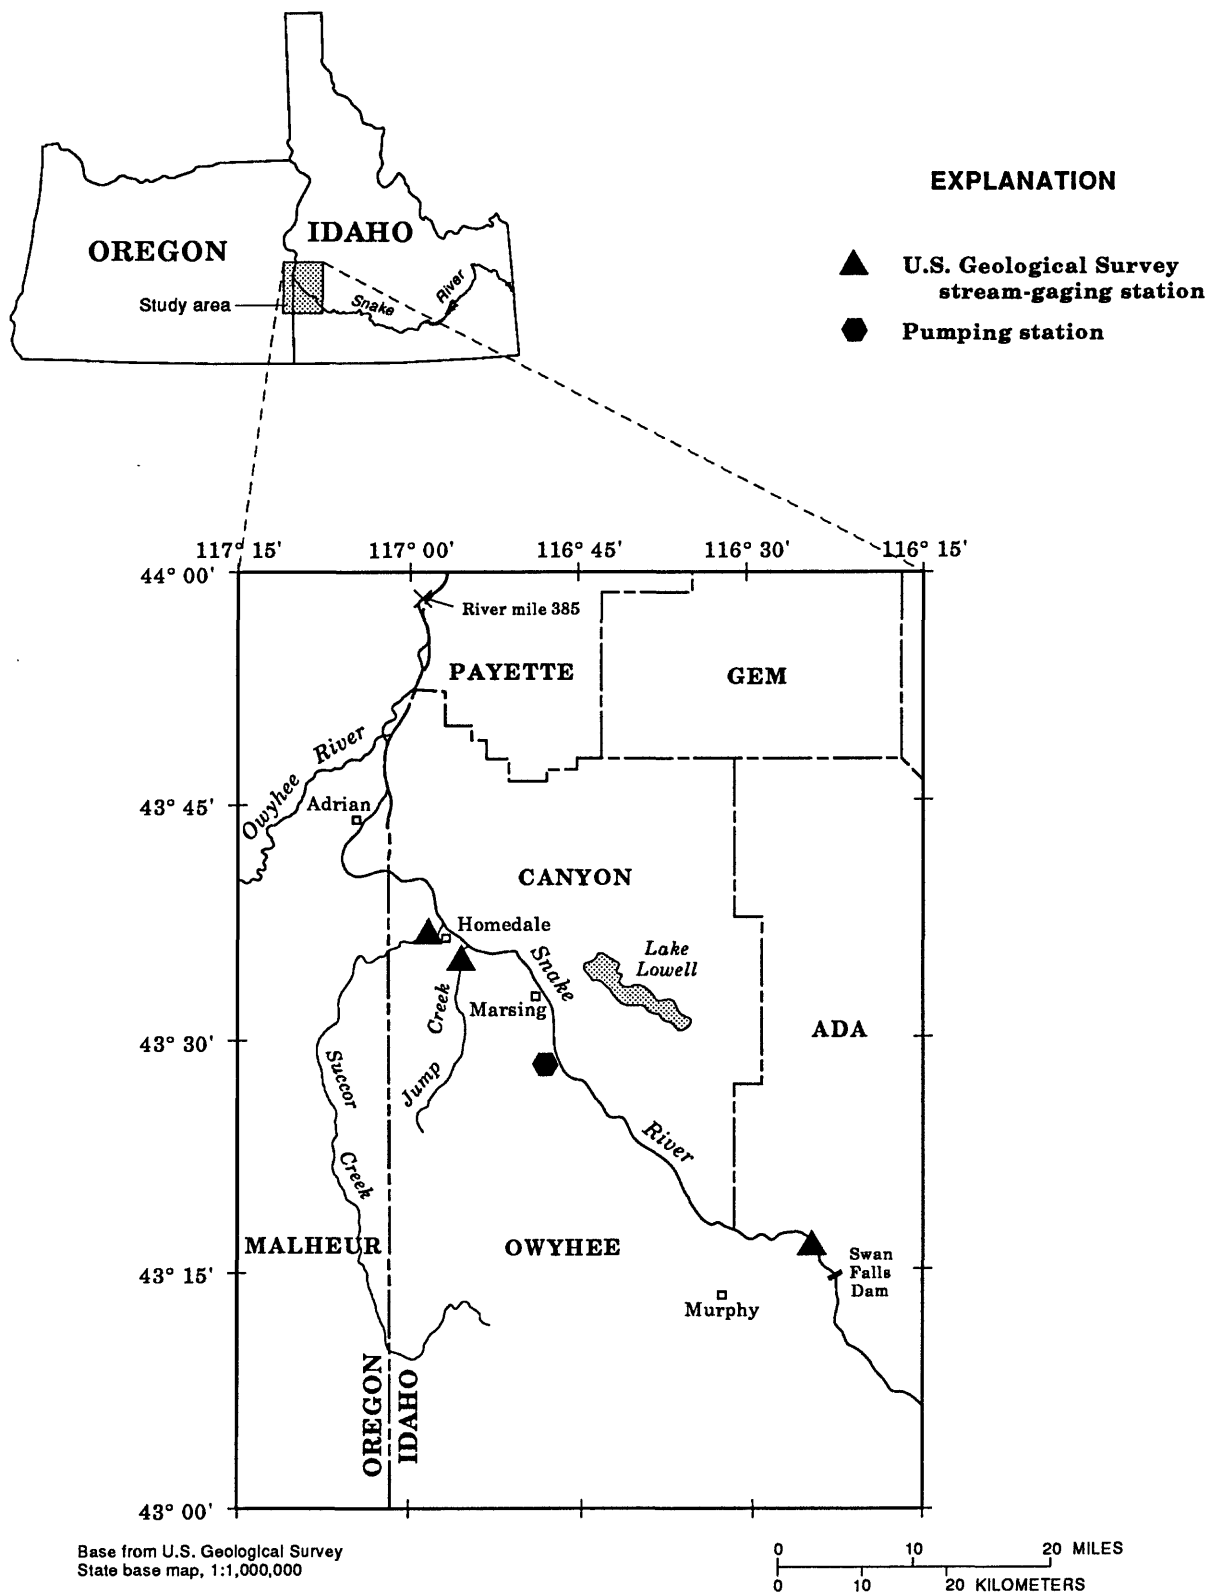 OREGON
IDAHO
Study area
Snake
River
EXPLANATION
U.S. Geological Survey
stream-gaging station
Pumping station
117° 15'
117° 00'
116° 45'
116° 30'
116° 15'
44° 00'
River mile 385
PAYETTE
GEM
Owyhee River
43° 45'
Adrian
CANYON
Homedale
Snake
Lake
Lowell
Creek
Marsing
ADA
43° 30'
Succor
Jump
River
Creek
MALHEUR
OWYHEE
Swan
Falls
Dam
43° 15'
Murphy
OREGON
IDAHO
43° 00'
Base from U.S. Geological Survey
State base map, 1:1,000,000
0 10 20 MILES
0 10 20 KILOMETERS